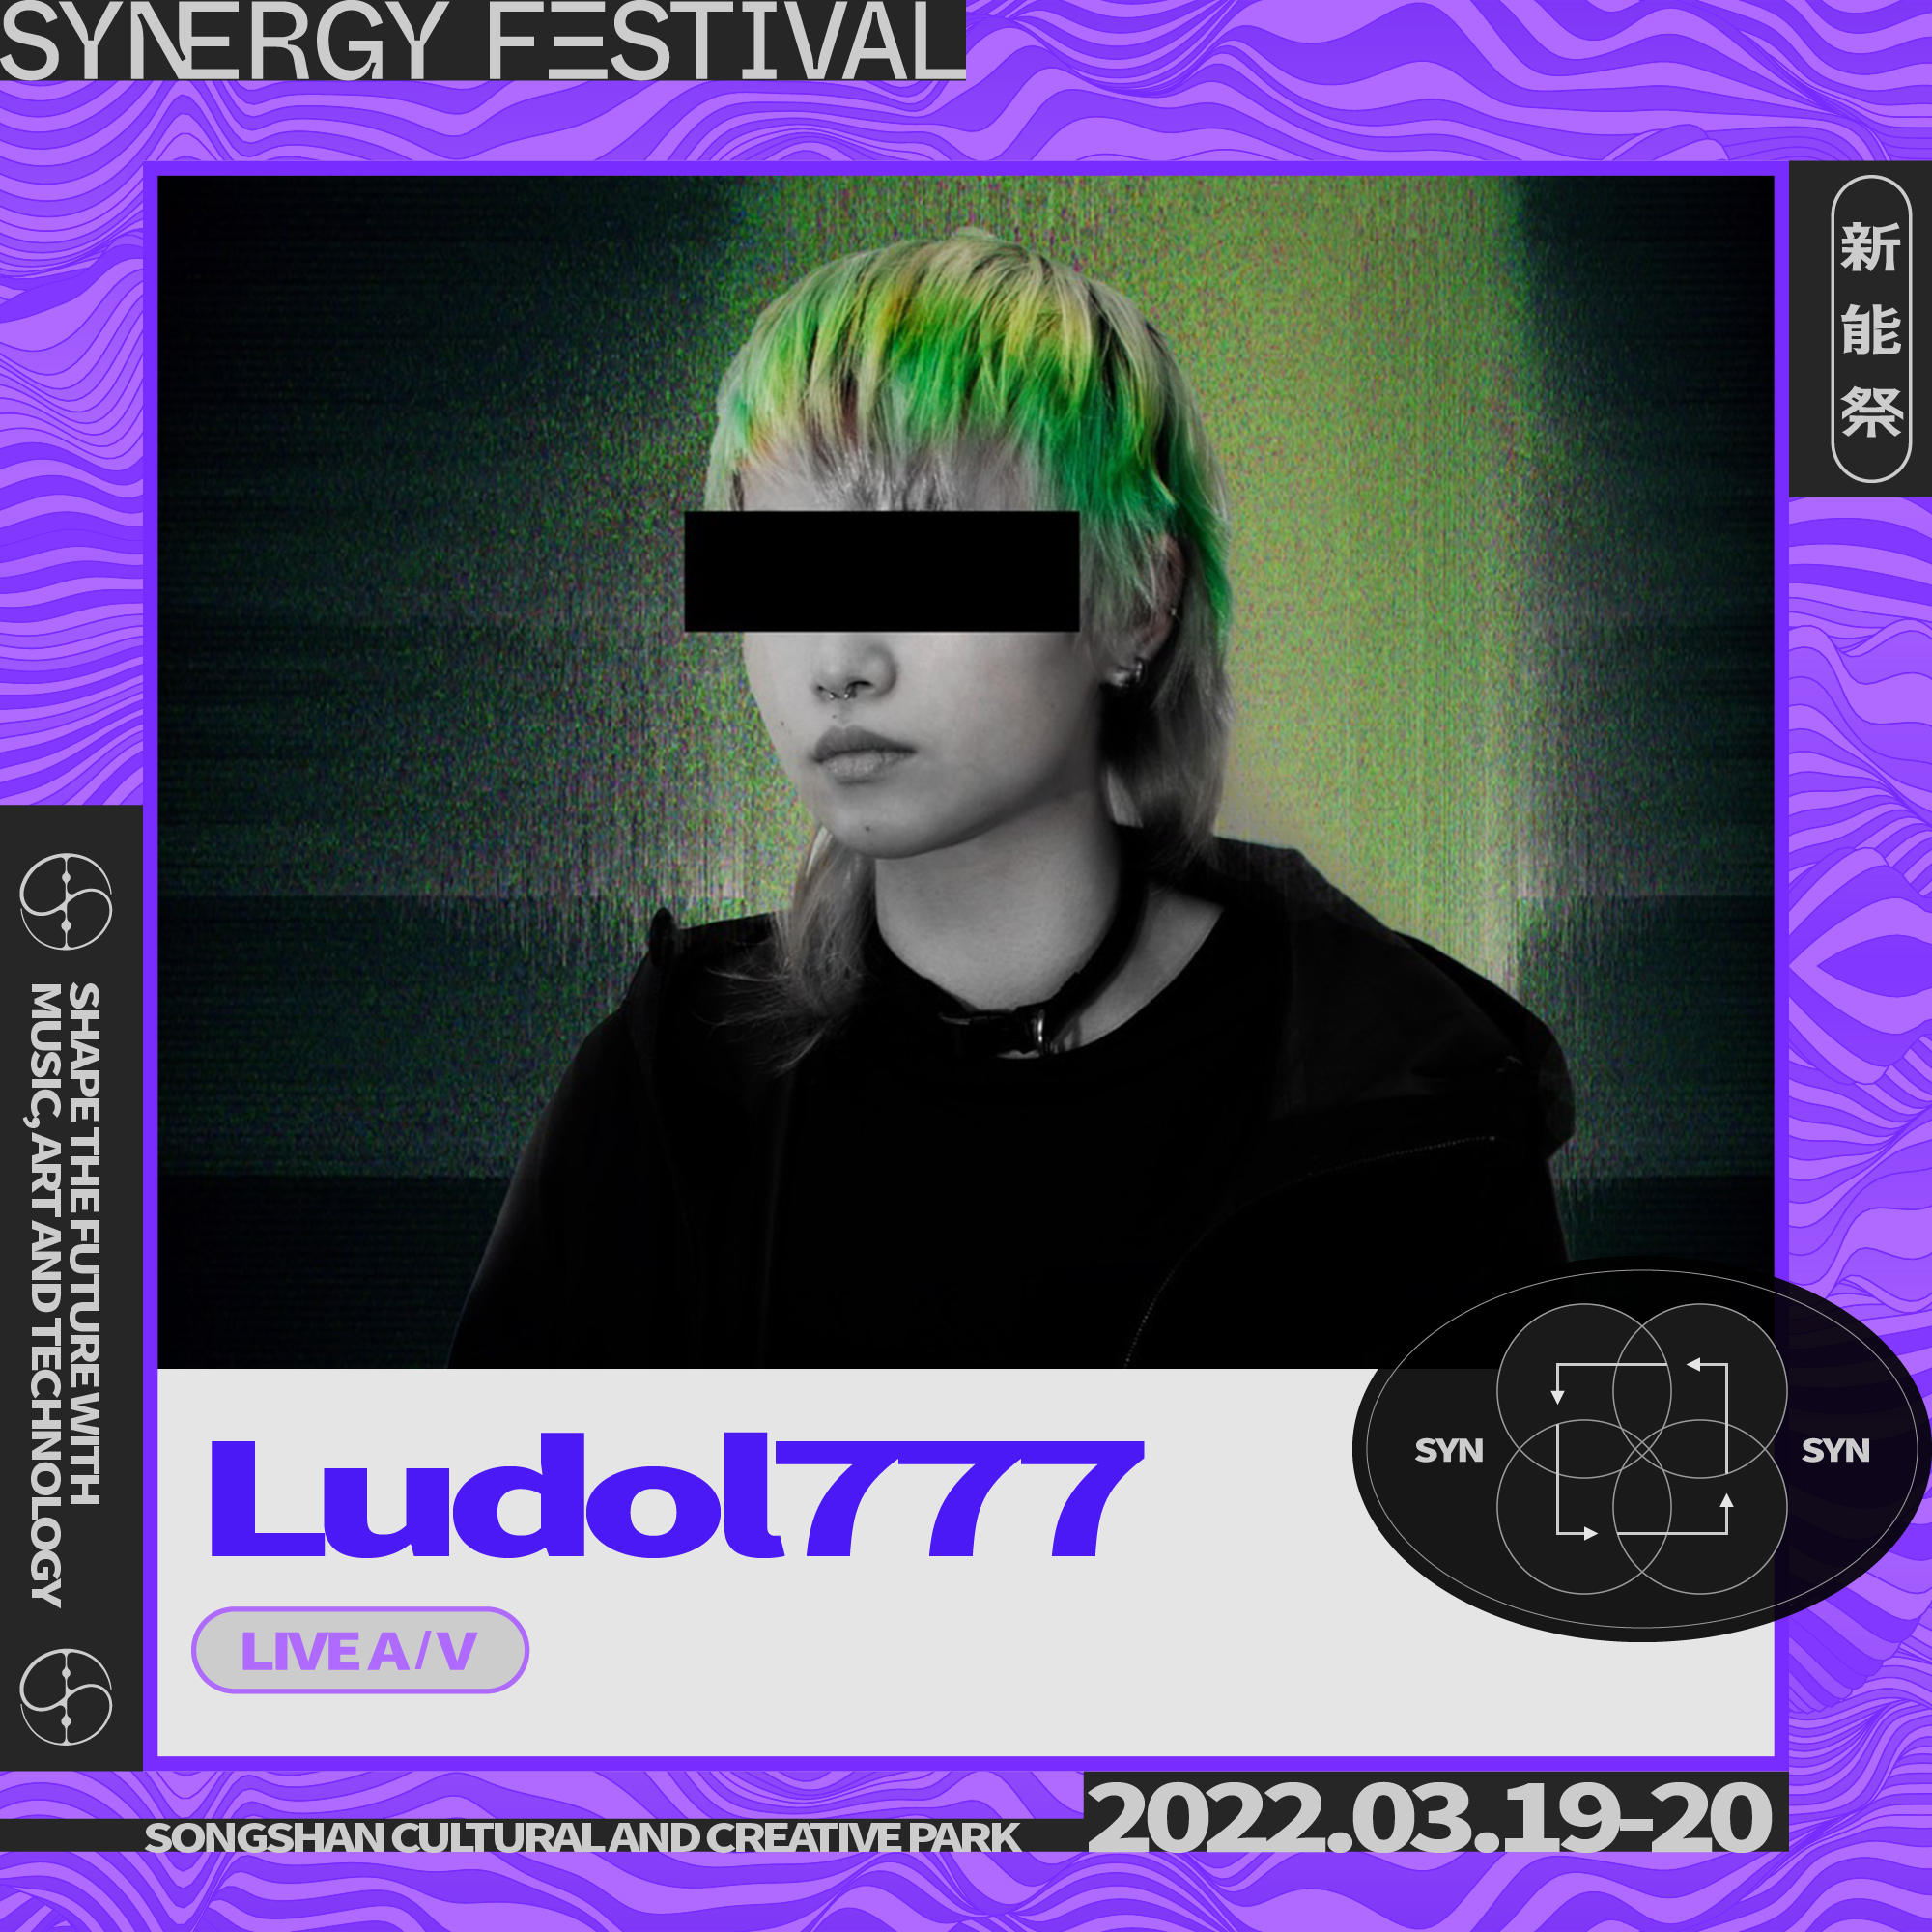 SYNERGY FESTIVAL
新
能
祭
SHAPE THE FUTURE WITH
MUSIC, ART AND TECHNOLOGY
Ludol777
LIVE A/V
SYN
SYN
SONGSHAN CULTURAL AND CREATIVE PARK
2022.03.19-20